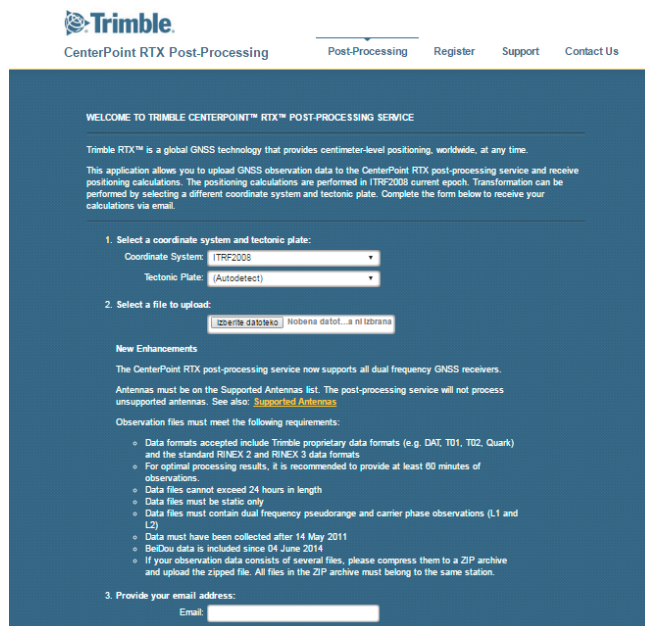 Trimble.
CenterPoint RTX Post-Processing
Post-Processing Register Support Contact Us
WELCOME TO TRIMBLE CENTERPOINT™ RTX™ POST-PROCESSING SERVICE
Trimble RTX™ is a global GNSS technology that provides centimeter-level positioning, worldwide, at any time.
This application allows you to upload GNSS observation data to the CenterPoint RTX post-processing service and receive
positioning calculations. The positioning calculations are performed in ITRF2008 current epoch. Transformation can be
performed by selecting a different coordinate system and tectonic plate. Complete the form below to receive your
calculations via email.
1. Select a coordinate system and tectonic plate:
Coordinate System: ITRF2008
Tectonic Plate: (Autodetect)
2. Select a file to upload:
Izberite datoteko Nobena datot...a ni izbrana
New Enhancements
The CenterPoint RTX post-processing service now supports all dual frequency GNSS receivers.
Antennas must be on the Supported Antennas list. The post-processing service will not process
unsupported antennas. See also: Supported Antennas
Observation files must meet the following requirements:
Data formats accepted include Trimble proprietary data formats (e.g. DAT, T01, T02, Quark)
and the standard RINEX 2 and RINEX 3 data formats
For optimal processing results, it is recommended to provide at least 60 minutes of
observations.
Data files cannot exceed 24 hours in length
Data files must be static only
Data files must contain dual frequency pseudorange and carrier phase observations (L1 and
L2)
Data must have been collected after 14 May 2011
BeiDou data is included since 04 June 2014
If your observation data consists of several files, please compress them to a ZIP archive
and upload the zipped file. All files in the ZIP archive must belong to the same station.
3. Provide your email address:
Email: